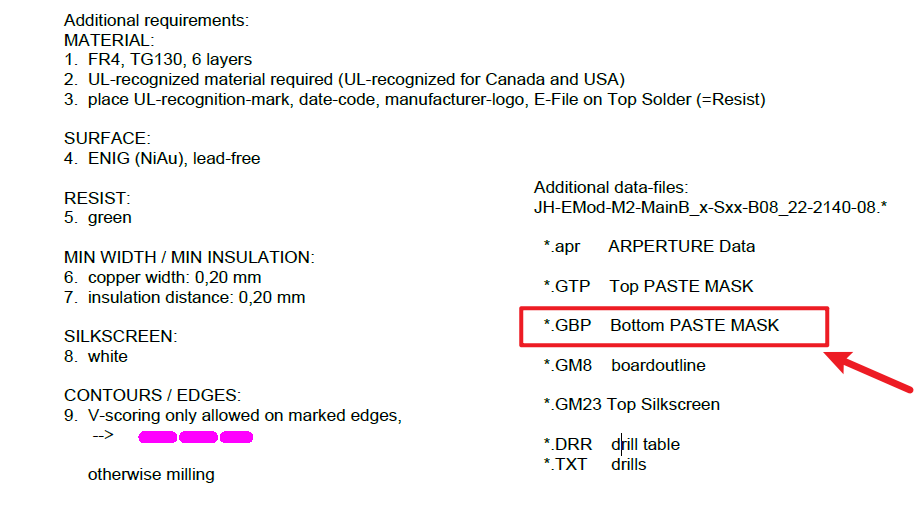 Additional requirements:
MATERIAL:
1. FR4, TG130, 6 layers
2. UL-recognized material required (UL-recognized for Canada and USA)
3. place UL-recognition-mark, date-code, manufacturer-logo, E-File on Top Solder (=Resist)
SURFACE:
4. ENIG (NiAu), lead-free
RESIST:
5. green
MIN WIDTH / MIN INSULATION:
6. copper width: 0,20 mm
7. insulation distance: 0,20 mm
SILKSCREEN:
8. white
CONTOURS / EDGES:
9. V-scoring only allowed on marked edges,
-->
otherwise milling
Additional data-files:
JH-EMod-M2-MainB_x-Sxx-B08_22-2140-08.*
*.apr ARPERTURE Data
*.GTP Top PASTE MASK
*.GBP Bottom PASTE MASK
*.GM8 boardoutline
*.GM23 Top Silkscreen
*.DRR drill table
*.TXT drills